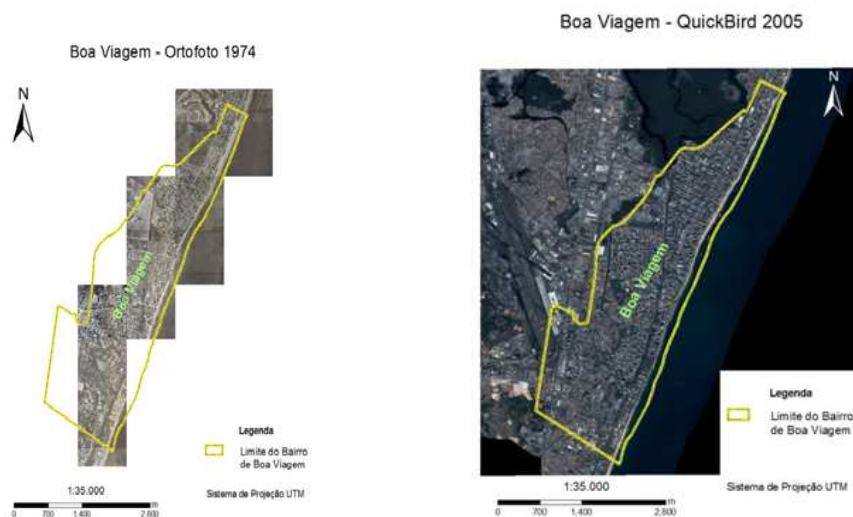 Boa Viagem - Ortofoto 1974
N
Boa Viagem
Legenda
Limite do Bairro
de Boa Viagem
1:35.000
Sistema de Projeção UTM
0 700 1,400 2,800 m
Boa Viagem - QuickBird 2005
N
Boa Viagem
Legenda
Limite do Bairro
de Boa Viagem
1:35.000
Sistema de Projeção UTM
0 700 1,400 2,800 m